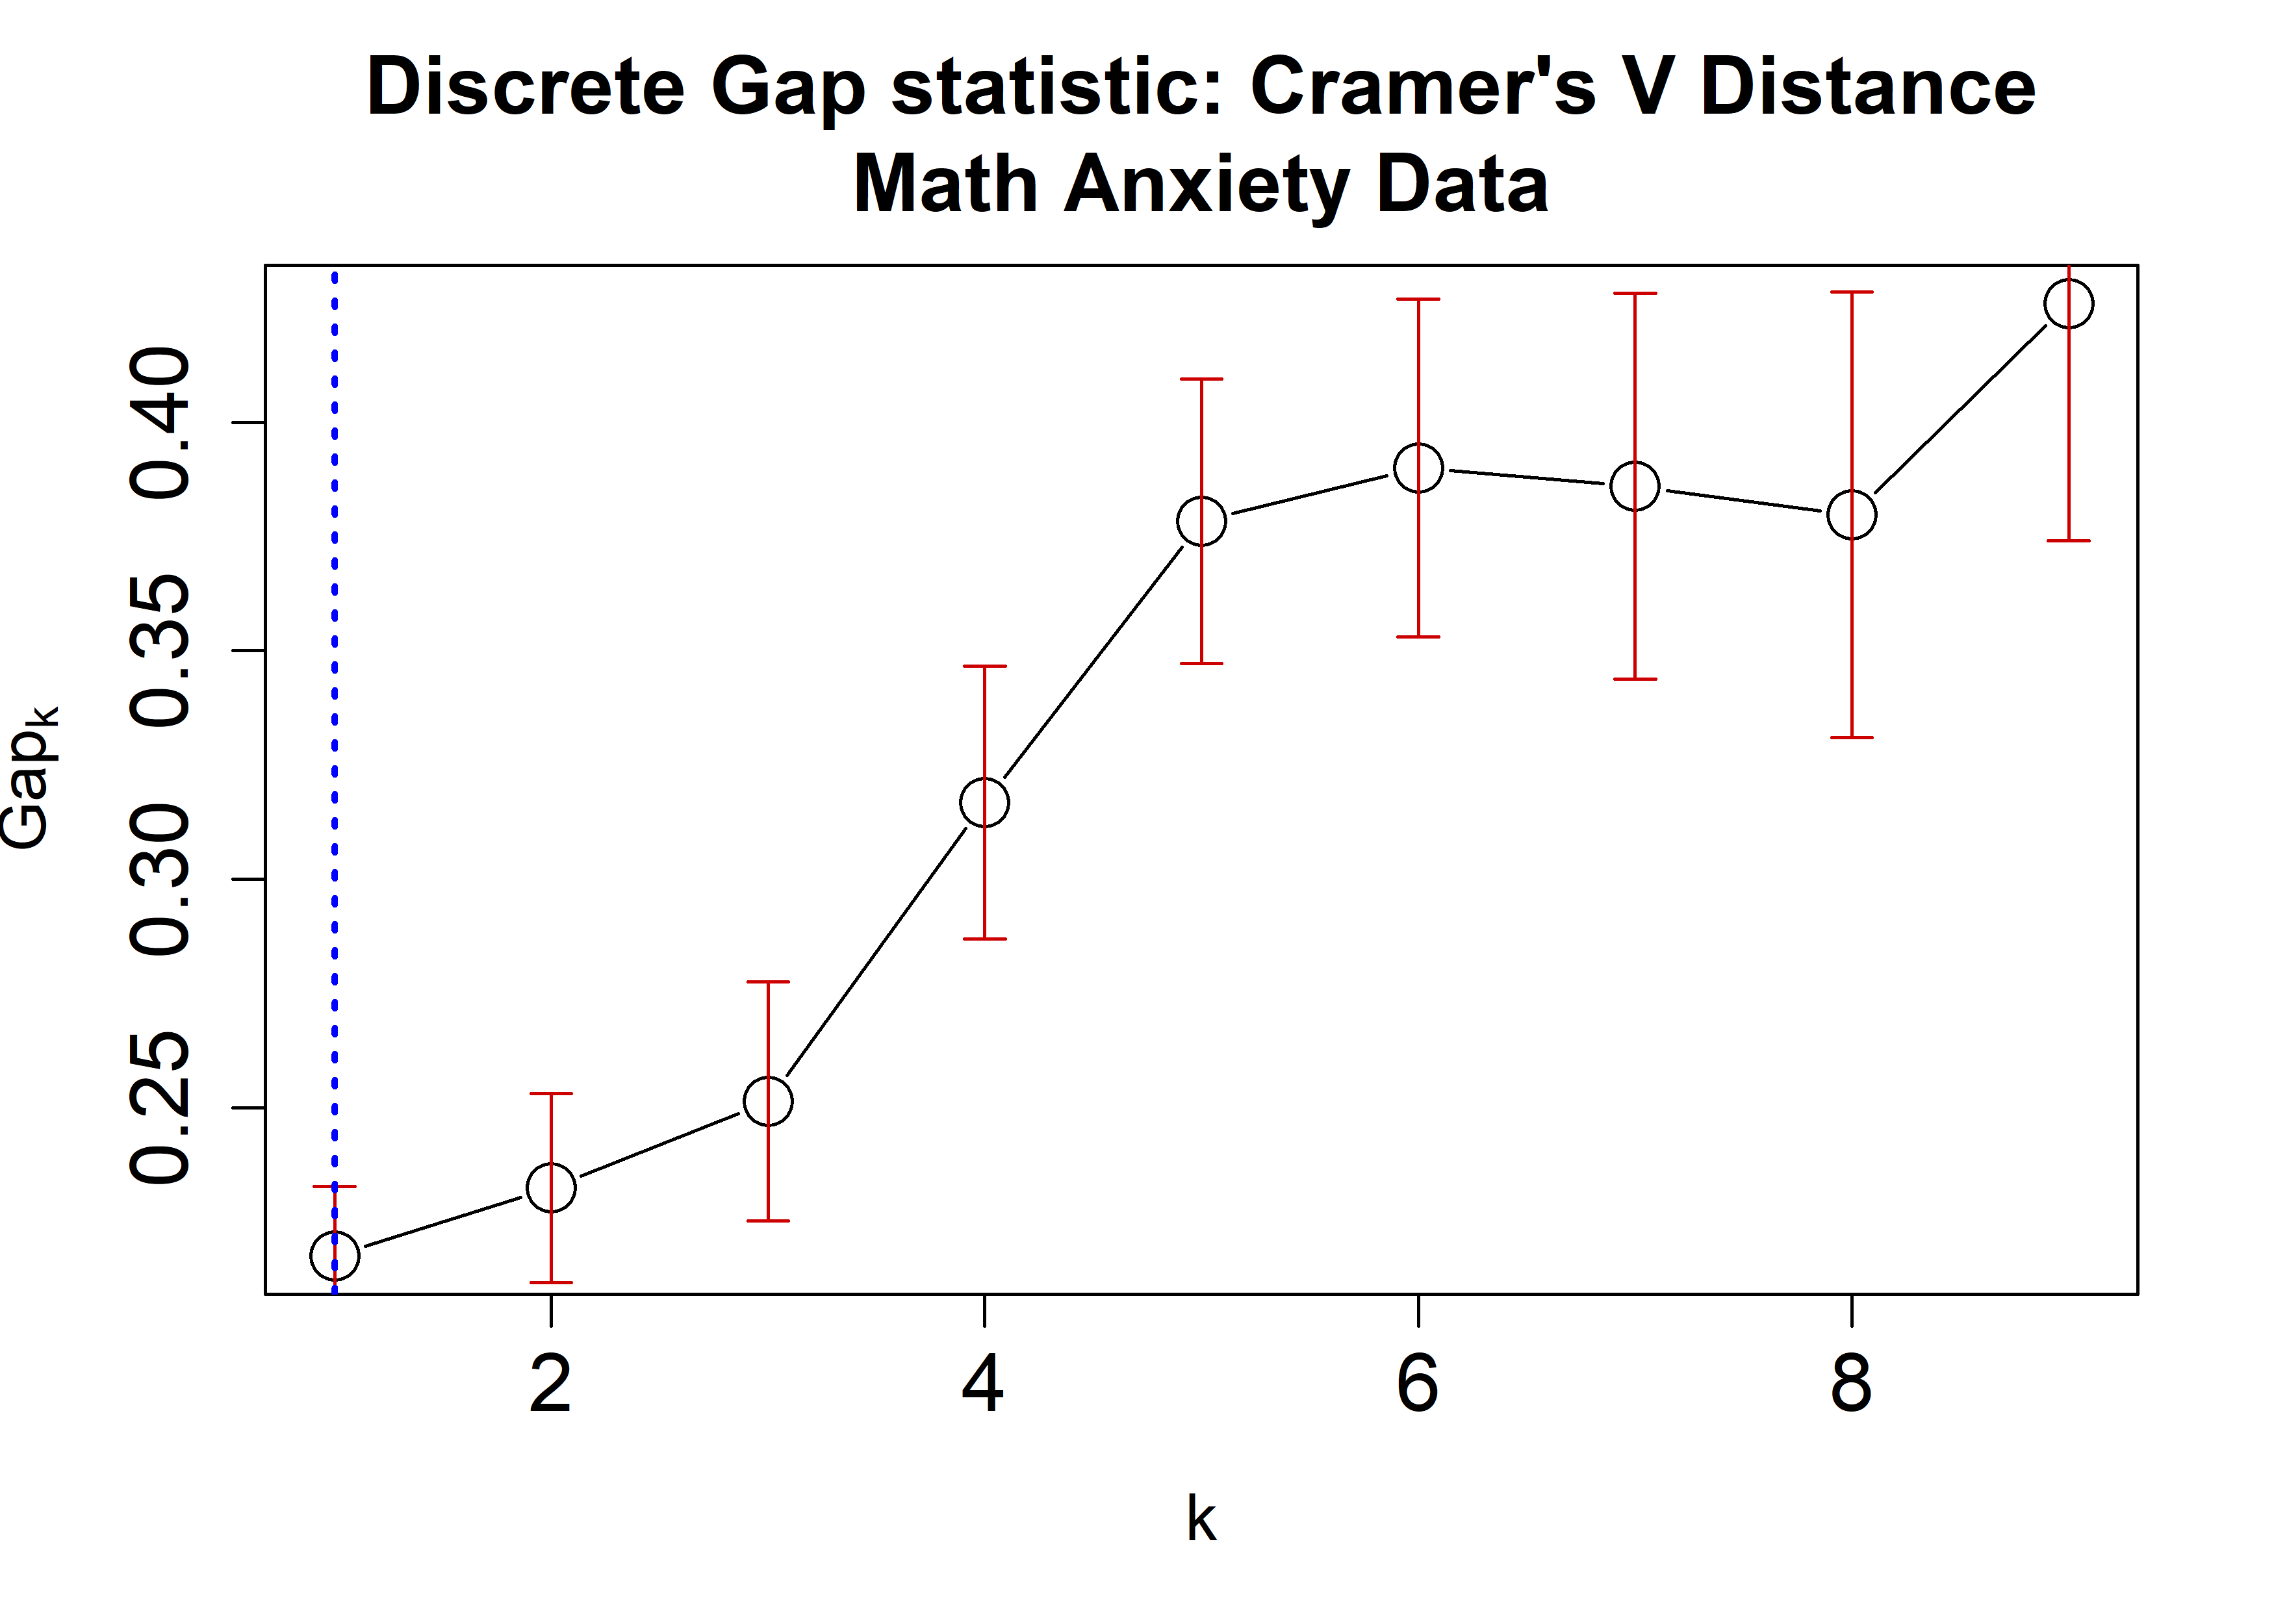 Discrete Gap statistic: Cramer's V Distance
Math Anxiety Data
0.40
0.35
0.30
0.25
Gapk
2 4 6 8
k